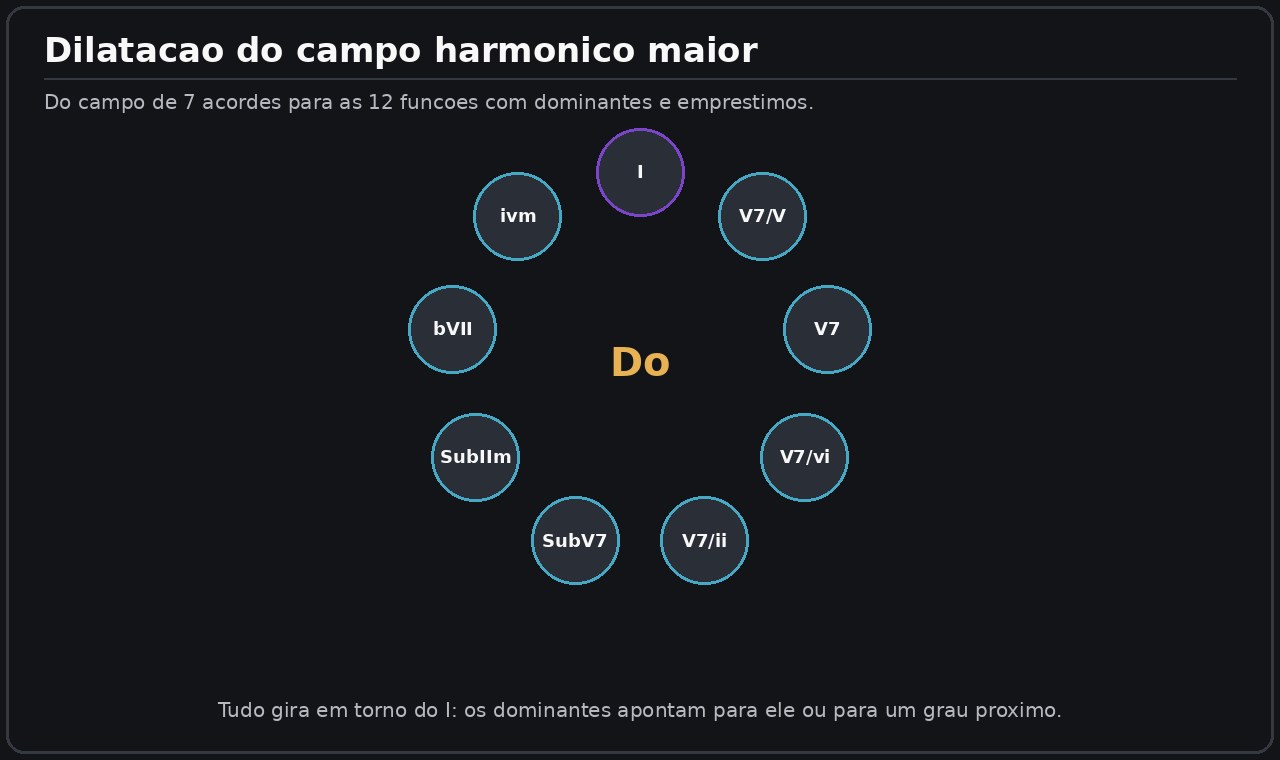 Dilatacao do campo harmonico maior
Do campo de 7 acordes para as 12 funcoes com dominantes e emprestimos.
I
ivm
V7/V
bVII
V7
Do
SubIIm
V7/vi
SubV7
V7/ii
Tudo gira em torno do I: os dominantes apontam para ele ou para um grau proximo.